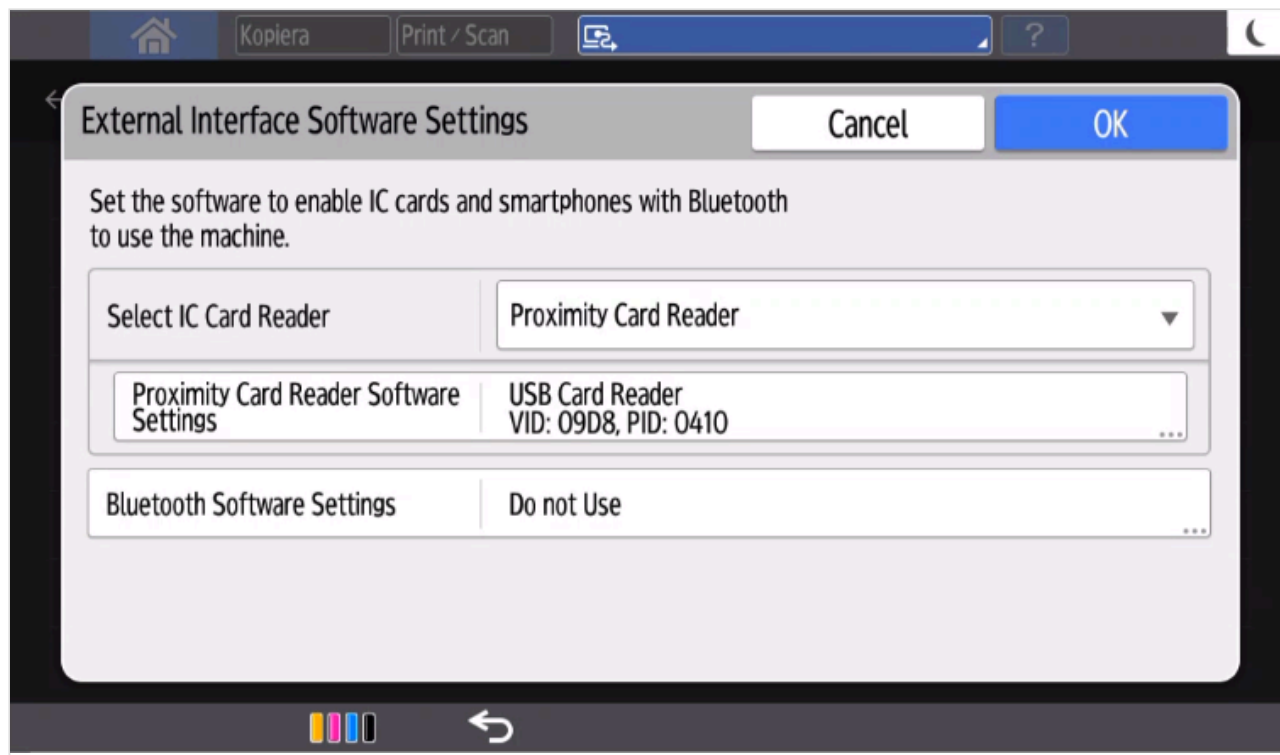 Kopiera
Print / Scan
?
External Interface Software Settings
Cancel
OK
Set the software to enable IC cards and smartphones with Bluetooth
to use the machine.
Select IC Card Reader
Proximity Card Reader
Proximity Card Reader Software
Settings
USB Card Reader
VID: 09D8, PID: 0410
...
Bluetooth Software Settings
Do not Use
...